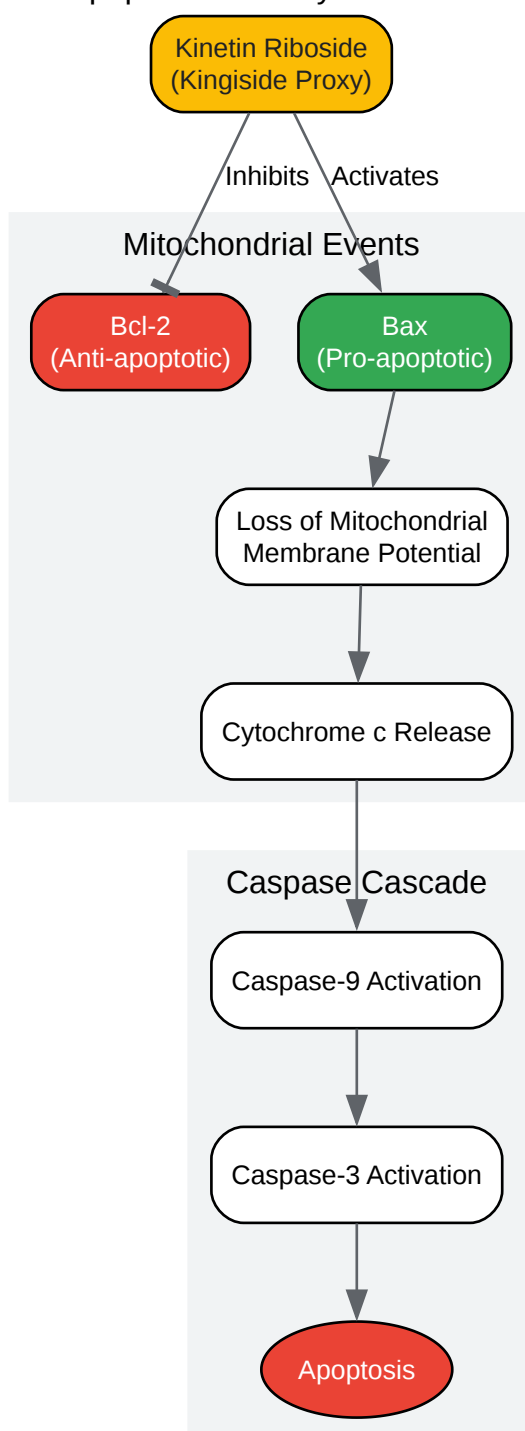 Kinetin Riboside
(Kingiside Proxy)
Inhibits
Activates
Mitochondrial Events
Bcl-2
(Anti-apoptotic)
Bax
(Pro-apoptotic)
Loss of Mitochondrial
Membrane Potential
Cytochrome c Release
Caspase Cascade
Caspase-9 Activation
Caspase-3 Activation
Apoptosis